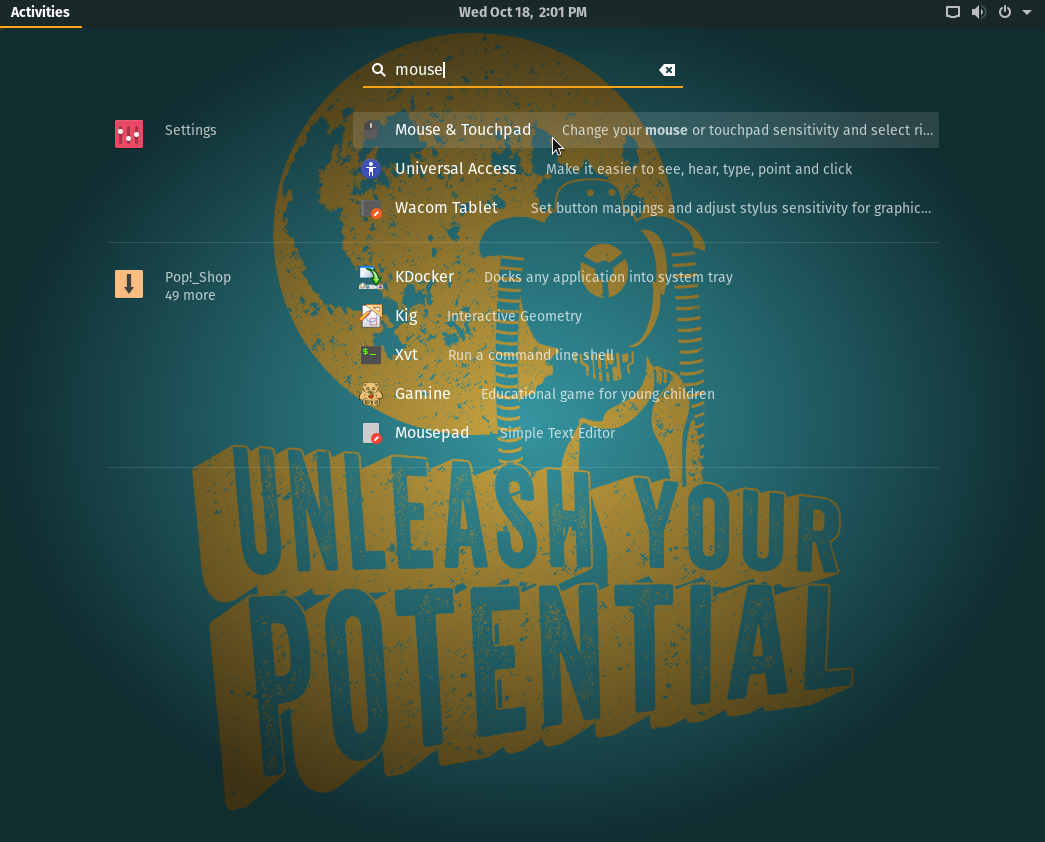 Activities
Wed Oct 18, 2:01 PM
mouse
Settings
Mouse & Touchpad Change your mouse or touchpad sensitivity and select ri…
Universal Access Make it easier to see, hear, type, point and click
Wacom Tablet Set button mappings and adjust stylus sensitivity for graphic…
Pop!_Shop
49 more
KDocker Docks any application into system tray
Kig Interactive Geometry
Xvt Run a command line shell
Gamine Educational game for young children
Mousepad Simple Text Editor
UNLEASH YOUR
POTENTIAL